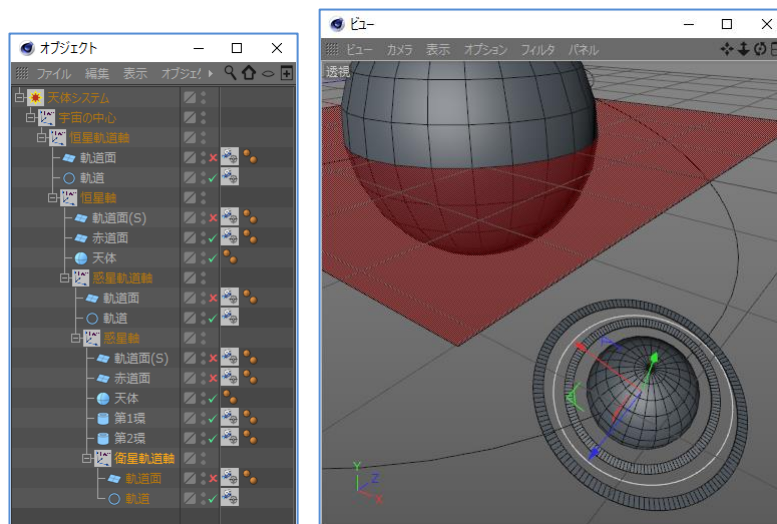 オブジェクト
ファイル 編集 表示 オブジェ
天体システム
宇宙の中心
恒星軌道軸
軌道面
軌道
恒星軸
軌道面(S)
赤道面
天体
惑星軌道軸
軌道面
軌道
惑星軸
軌道面(S)
赤道面
天体
第1環
第2環
衛星軌道軸
軌道面
軌道
ビュー
ビュー カメラ 表示 オプション フィルタ パネル
透視
Y
Z
X